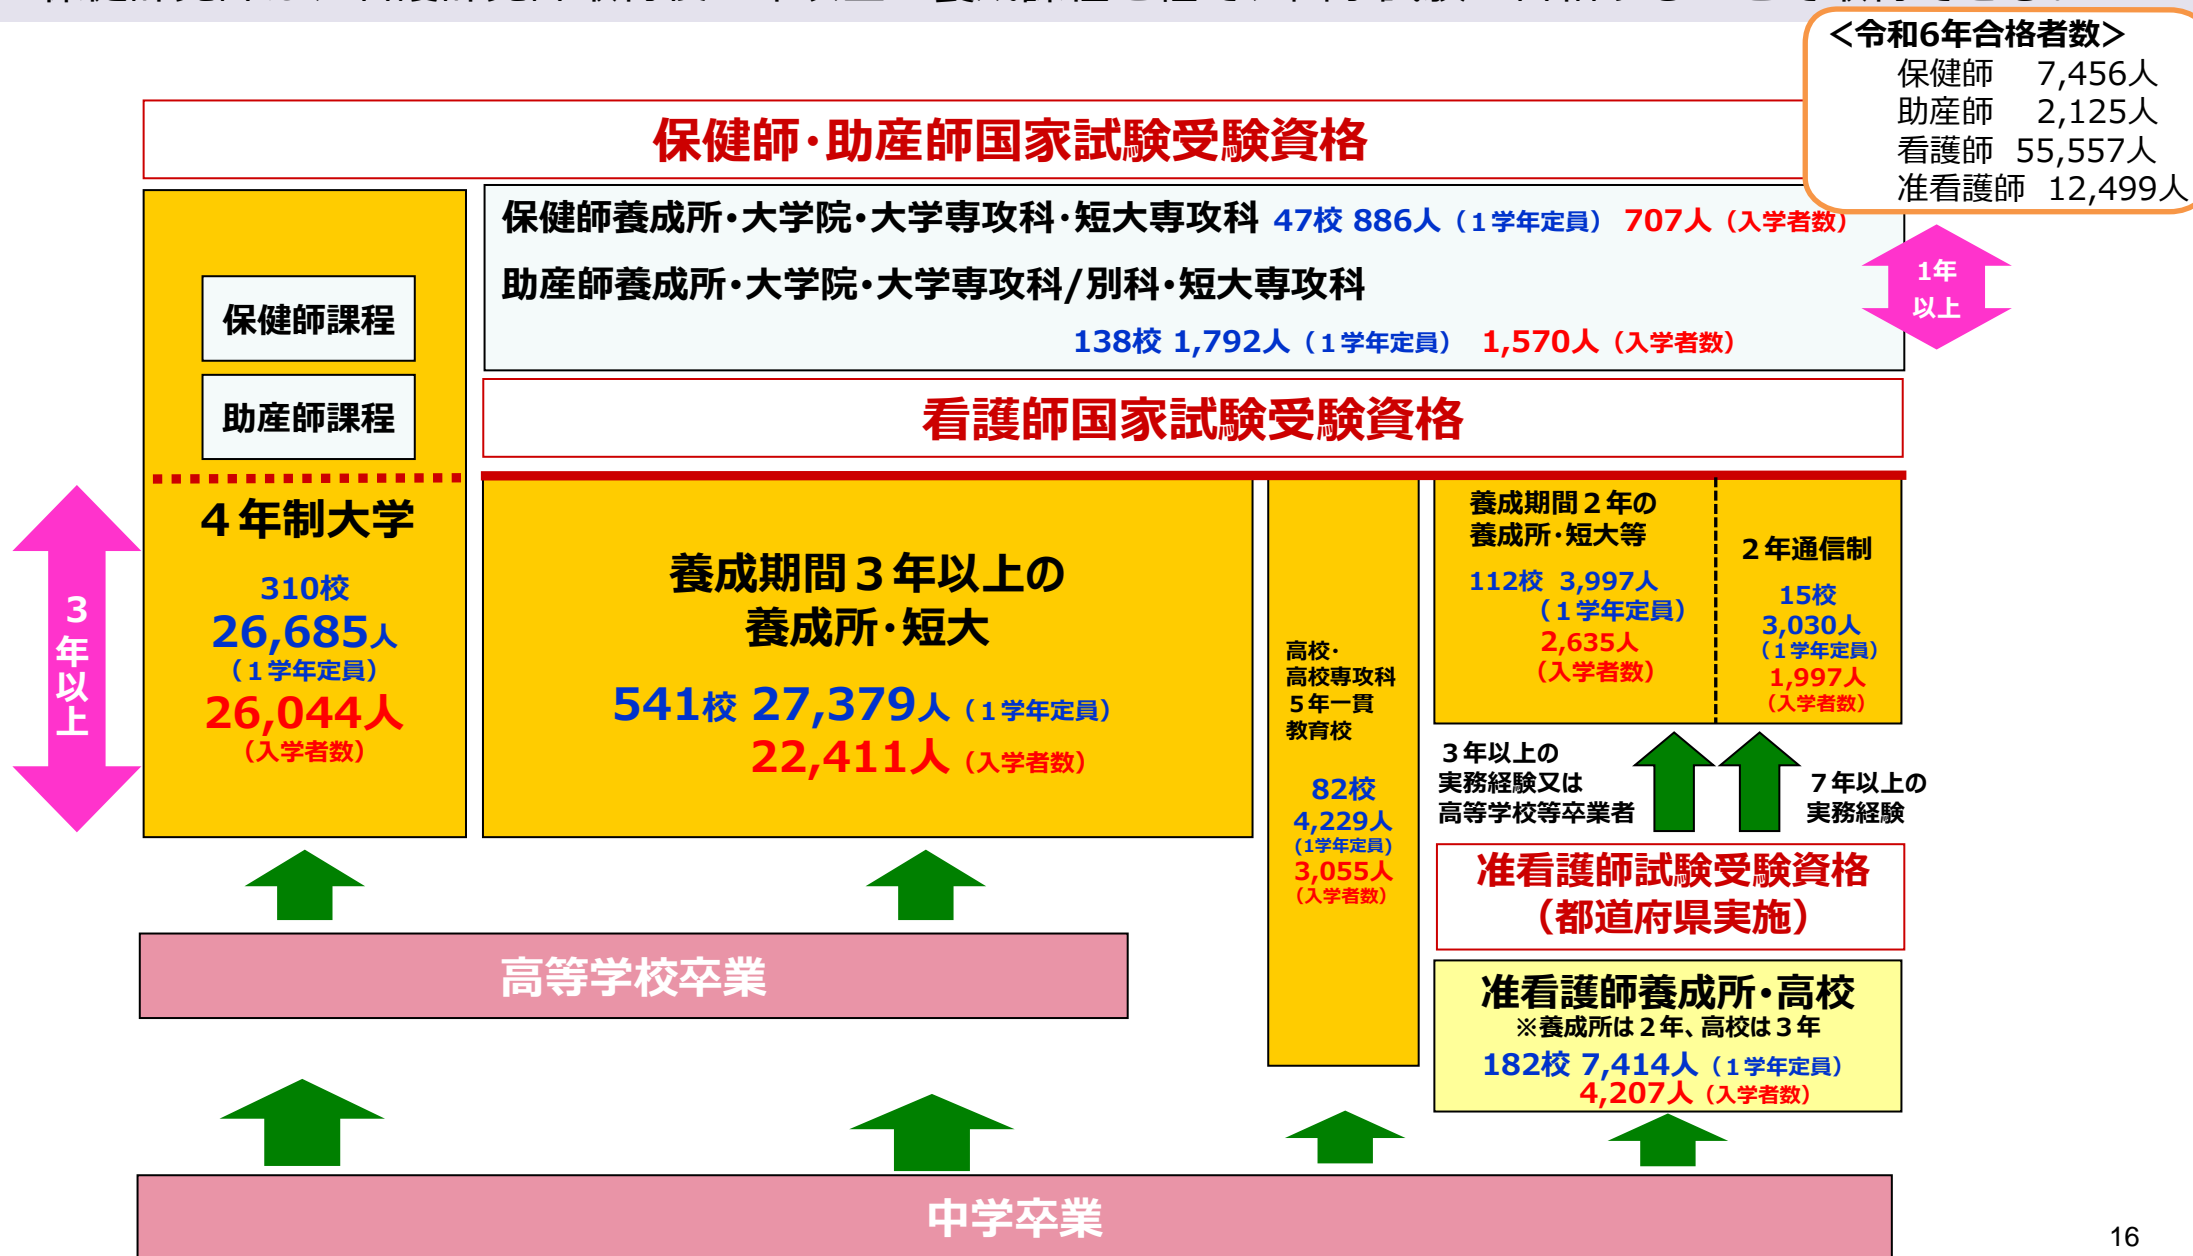 <令和6年合格者数>
保健師 7,456人
助産師 2,125人
看護師 55,557人
准看護師 12,499人
保健師・助産師国家試験受験資格
保健師養成所・大学院・大学専攻科・短大専攻科 47校 886人（１学年定員） 707人（入学者数）
助産師養成所・大学院・大学専攻科/別科・短大専攻科
138校 1,792人（１学年定員） 1,570人（入学者数）
1年
以上
保健師課程
助産師課程
看護師国家試験受験資格
３年以上
４年制大学
310校
26,685人
（１学年定員）
26,044人
（入学者数）
養成期間３年以上の
養成所・短大
541校 27,379人（１学年定員）
22,411人（入学者数）
高校・
高校専攻科
５年一貫
教育校
82校
4,229人
(1学年定員)
3,055人
（入学者数）
養成期間２年の
養成所・短大等
112校 3,997人
（１学年定員）
2,635人
（入学者数）
２年通信制
15校
3,030人
（１学年定員）
1,997人
（入学者数）
３年以上の
実務経験又は
高等学校等卒業者
７年以上の
実務経験
准看護師試験受験資格
（都道府県実施）
准看護師養成所・高校
※養成所は２年、高校は３年
182校 7,414人（１学年定員）
4,207人（入学者数）
高等学校卒業
中学卒業
16